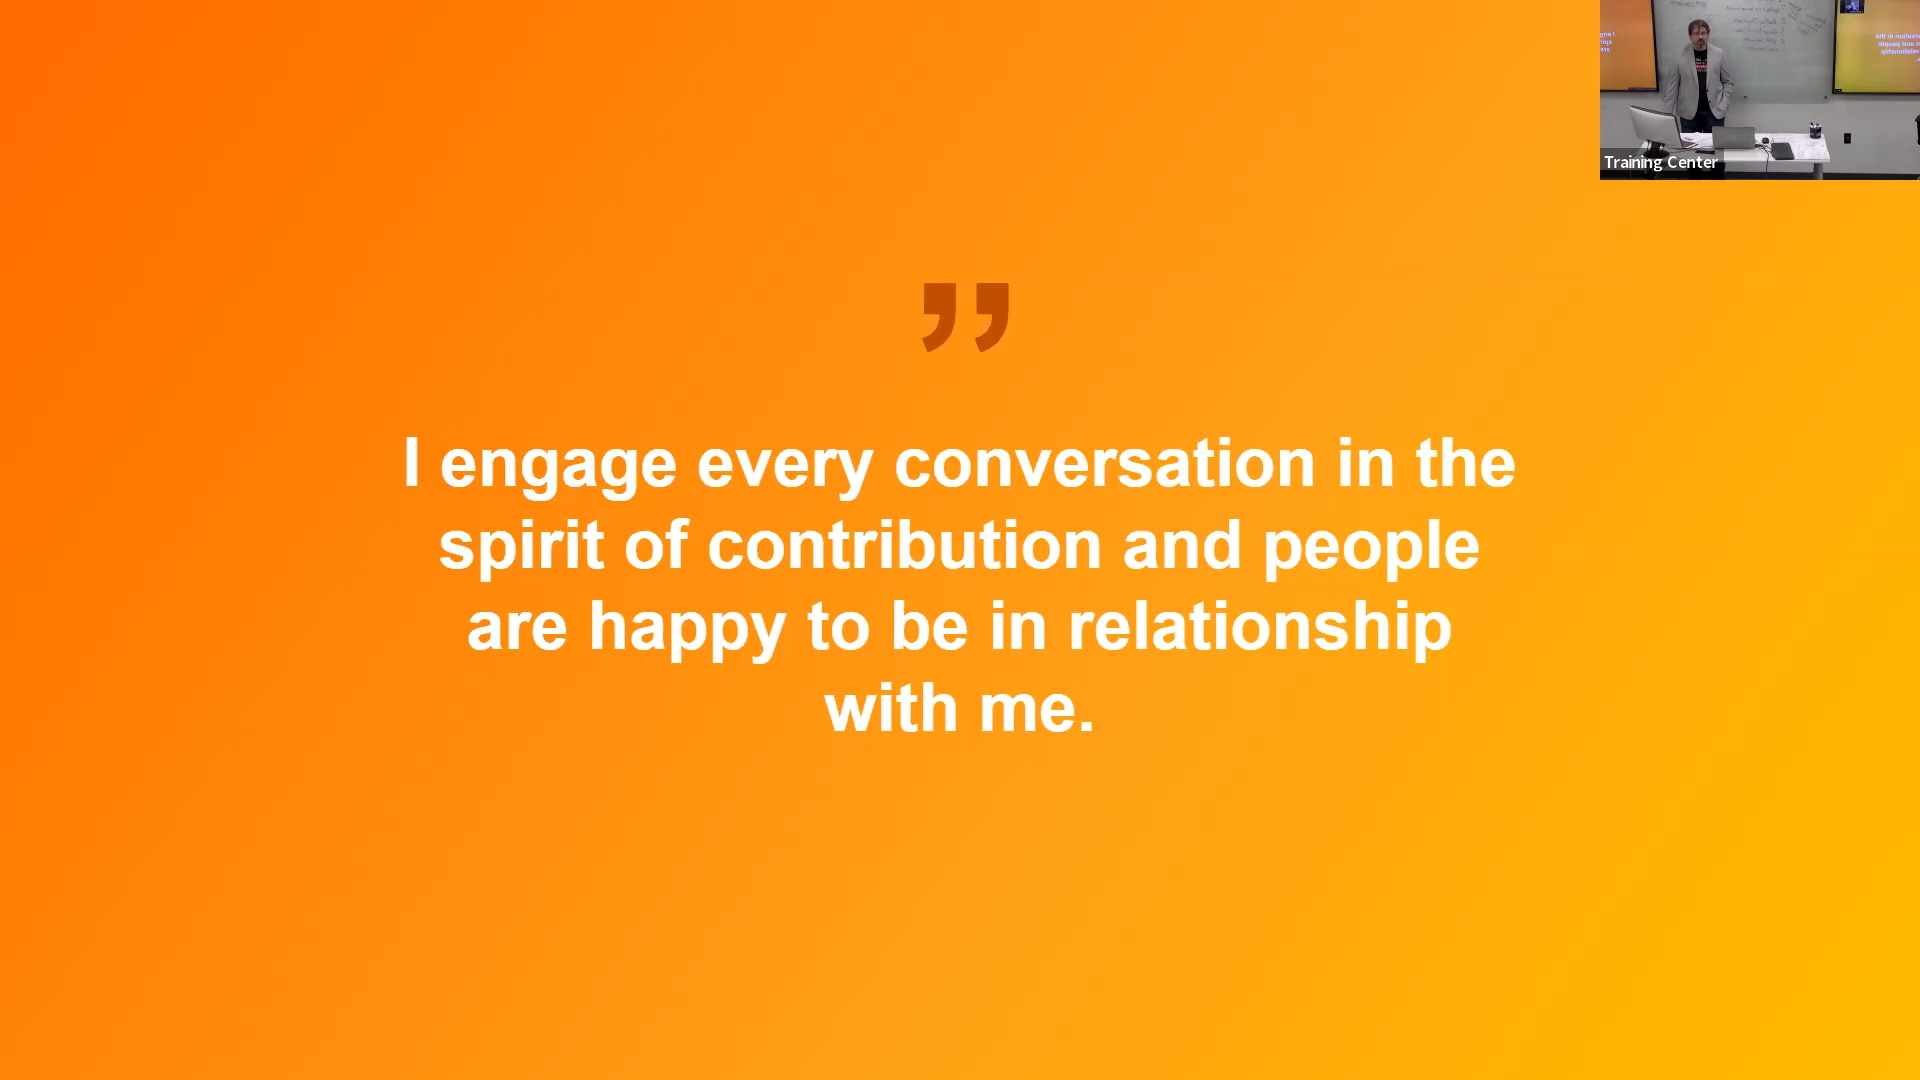 Training Center
”
I engage every conversation in the
spirit of contribution and people
are happy to be in relationship
with me.